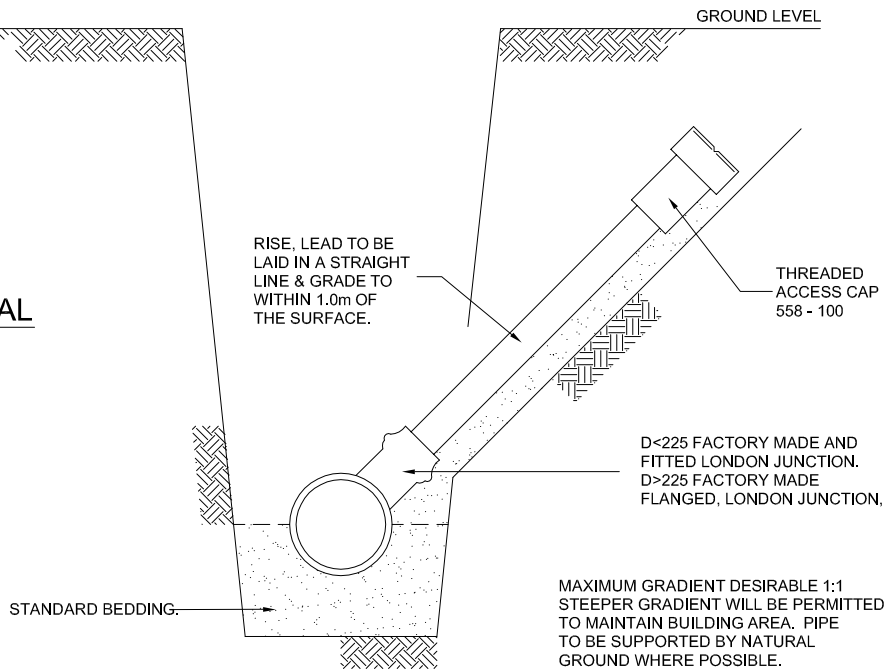 GROUND LEVEL
RISE, LEAD TO BE
LAID IN A STRAIGHT
LINE & GRADE TO
WITHIN 1.0m OF
THE SURFACE.
THREADED
ACCESS CAP
558 - 100
AL
D<225 FACTORY MADE AND
FITTED LONDON JUNCTION.
D>225 FACTORY MADE
FLANGED, LONDON JUNCTION,
STANDARD BEDDING.
MAXIMUM GRADIENT DESIRABLE 1:1
STEEPER GRADIENT WILL BE PERMITTED
TO MAINTAIN BUILDING AREA. PIPE
TO BE SUPPORTED BY NATURAL
GROUND WHERE POSSIBLE.